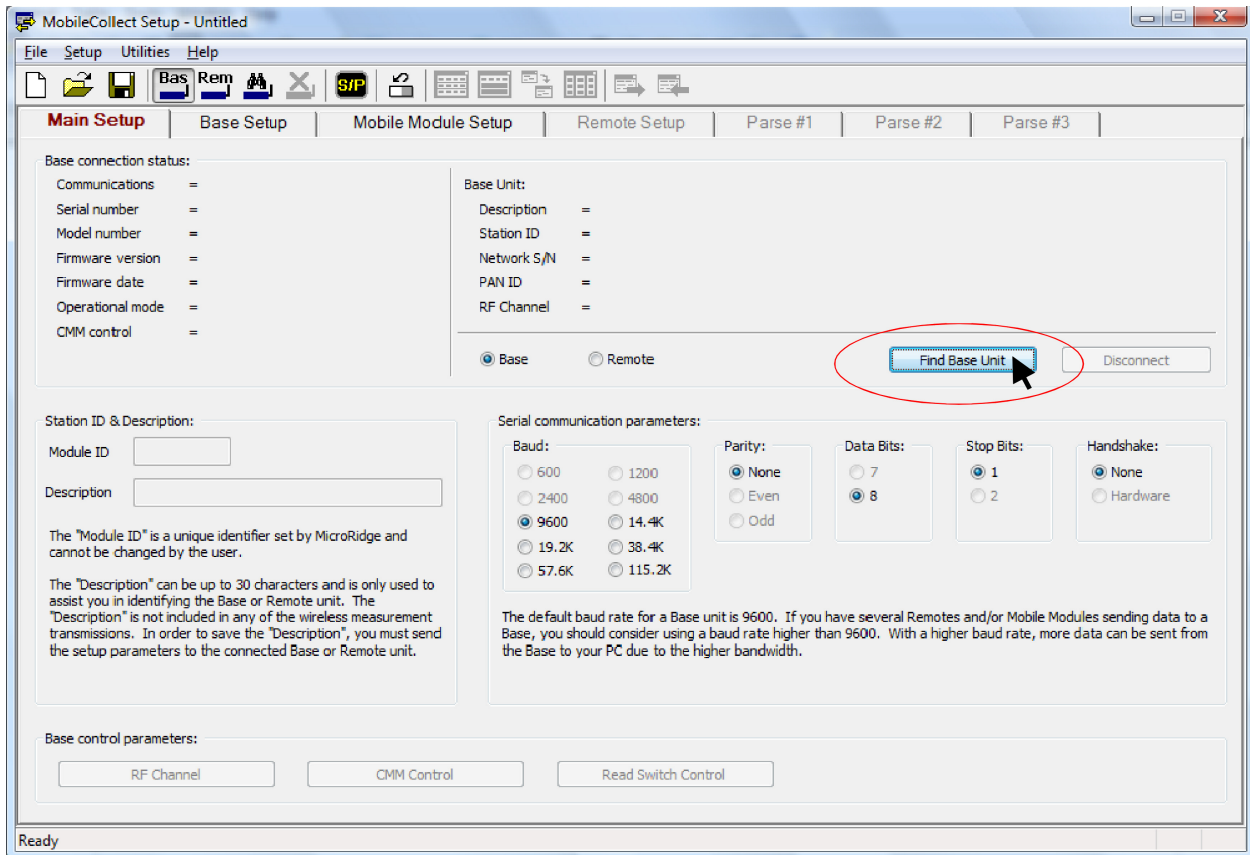 MobileCollect Setup - Untitled
File Setup Utilities Help
Bas Rem S/P
Main Setup Base Setup Mobile Module Setup Remote Setup Parse #1 Parse #2 Parse #3
Base connection status:
Communications =
Serial number =
Model number =
Firmware version =
Firmware date =
Operational mode =
CMM control =
Base Unit:
Description =
Station ID =
Network S/N =
PAN ID =
RF Channel =
Base Remote Find Base Unit Disconnect
Station ID & Description:
Module ID
Description
The "Module ID" is a unique identifier set by MicroRidge and
cannot be changed by the user.
The "Description" can be up to 30 characters and is only used to
assist you in identifying the Base or Remote unit. The
"Description" is not included in any of the wireless measurement
transmissions. In order to save the "Description", you must send
the setup parameters to the connected Base or Remote unit.
Serial communication parameters:
Baud:
600 1200
2400 4800
9600 14.4K
19.2K 38.4K
57.6K 115.2K
Parity:
None
Even
Odd
Data Bits:
7
8
Stop Bits:
1
2
Handshake:
None
Hardware
The default baud rate for a Base unit is 9600. If you have several Remotes and/or Mobile Modules sending data to a
Base, you should consider using a baud rate higher than 9600. With a higher baud rate, more data can be sent from
the Base to your PC due to the higher bandwidth.
Base control parameters:
RF Channel CMM Control Read Switch Control
Ready